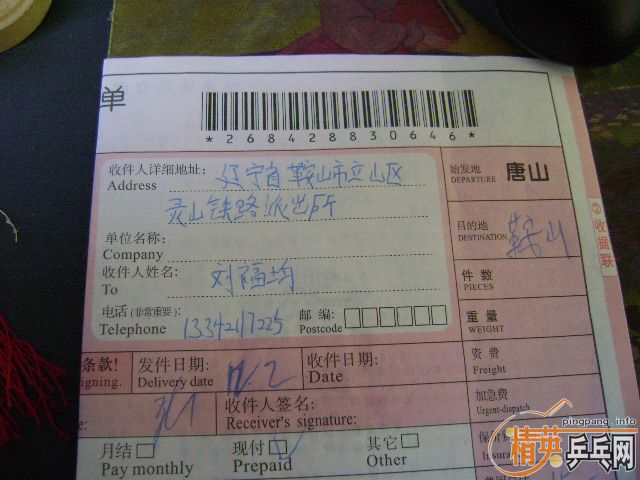 单
*268428830646*
收件人详细地址: 辽宁省鞍山市立山区
Address
灵山铁路派出所
单位名称:
Company
收件人姓名: 刘福均
To
电话(非常重要): 13342117225
Telephone
邮编:
Postcode
始发地 唐山
DEPARTURE
目的地 鞍山
DESTINATION
件数
PIECES
重量
WEIGHT
资费
Freight
加急费
Urgent-dispatch
②收据联
条款!
igning.
发件日期:
Delivery date
收件日期:
Date
收件人签名:
Receiver's signature:
月结
Pay monthly
现付
Prepaid
其它
Other
pingpang.info
精英乒乓网